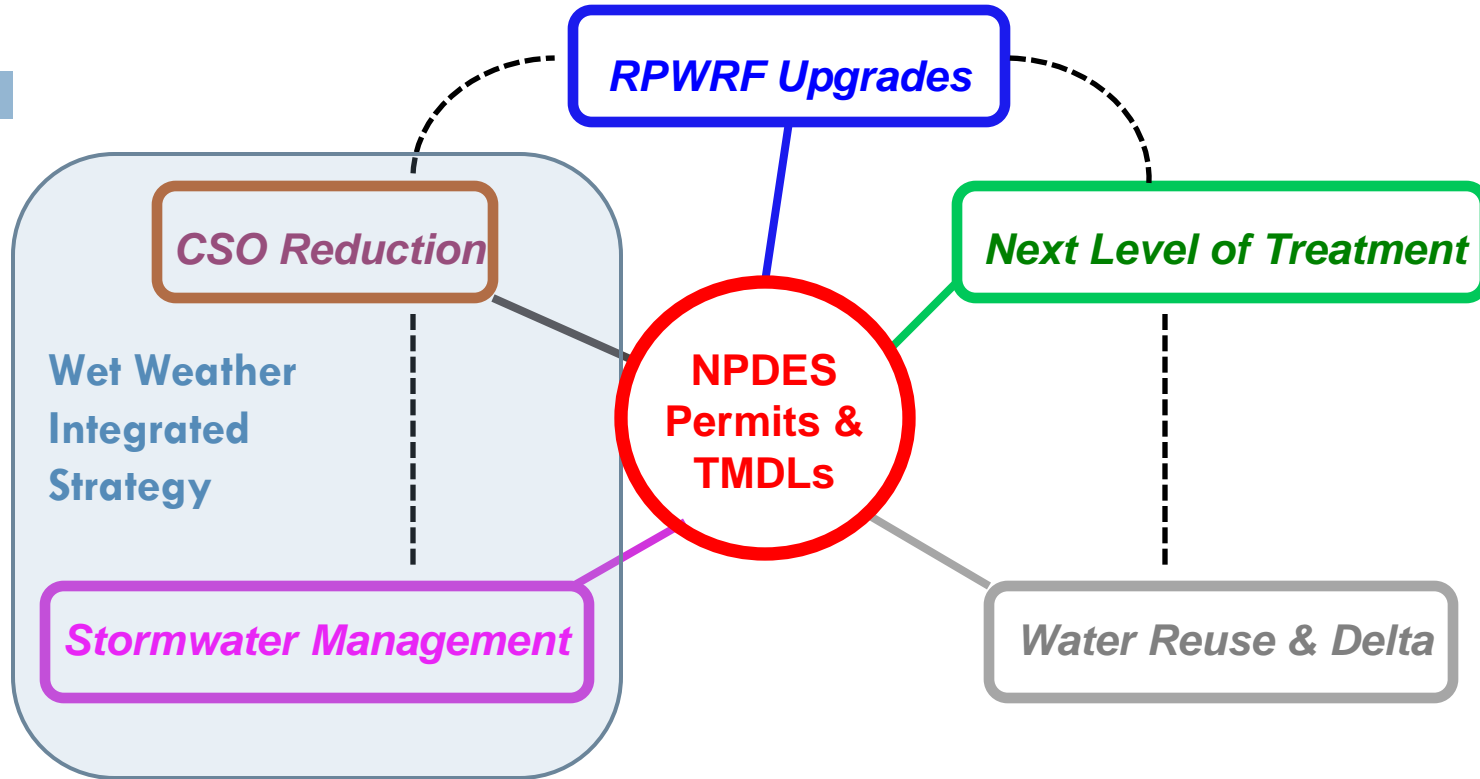 RPWRF Upgrades
CSO Reduction
Next Level of Treatment
Wet Weather
Integrated
Strategy
NPDES
Permits &
TMDLs
Stormwater Management
Water Reuse & Delta